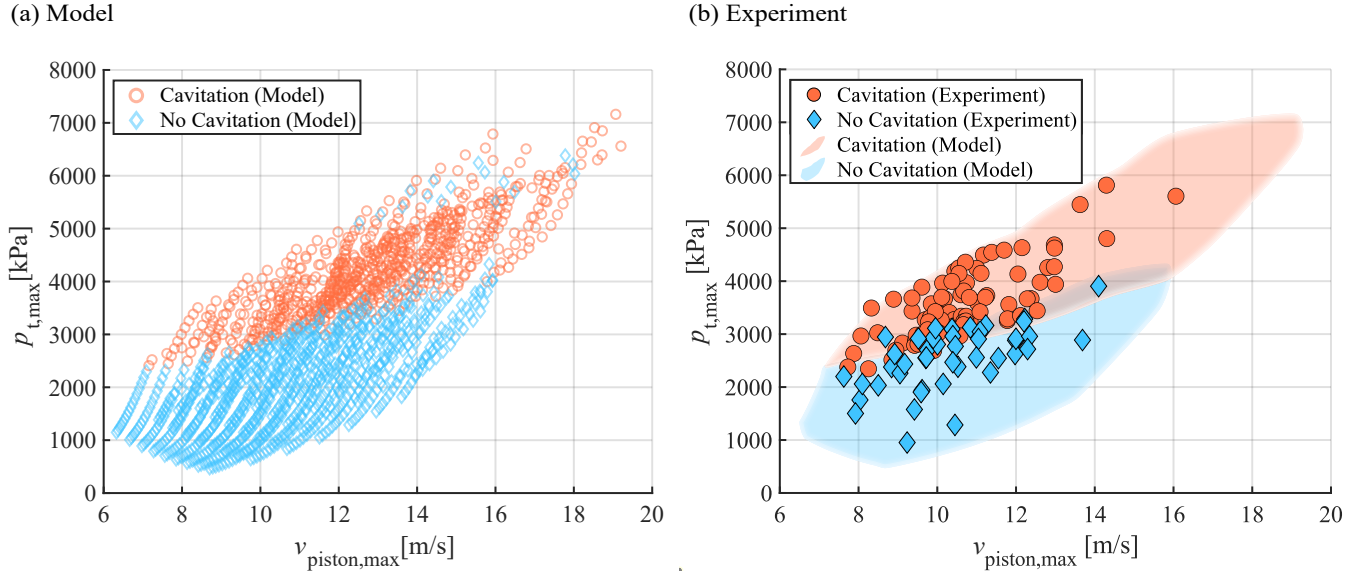 (a) Model
(b) Experiment
8000
7000
6000
5000
4000
3000
2000
1000
0
p t,max [kPa]
Cavitation (Model)
No Cavitation (Model)
6 8 10 12 14 16 18 20
v piston,max [m/s]
8000
7000
6000
5000
4000
3000
2000
1000
0
p t,max [kPa]
Cavitation (Experiment)
No Cavitation (Experiment)
Cavitation (Model)
No Cavitation (Model)
6 8 10 12 14 16 18 20
v piston,max [m/s]